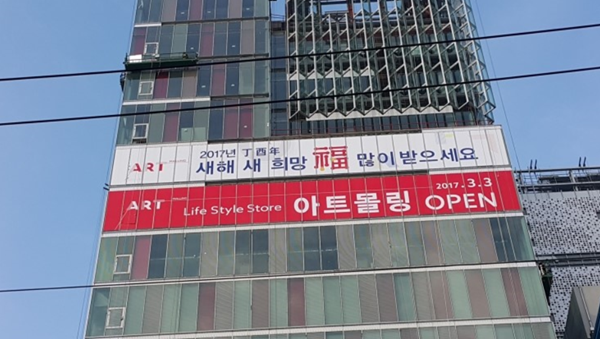 2017년 丁酉年
ART 새해 새 희망 福 많이 받으세요
ART Life Style Store 아트몰링 2017.3.3 OPEN